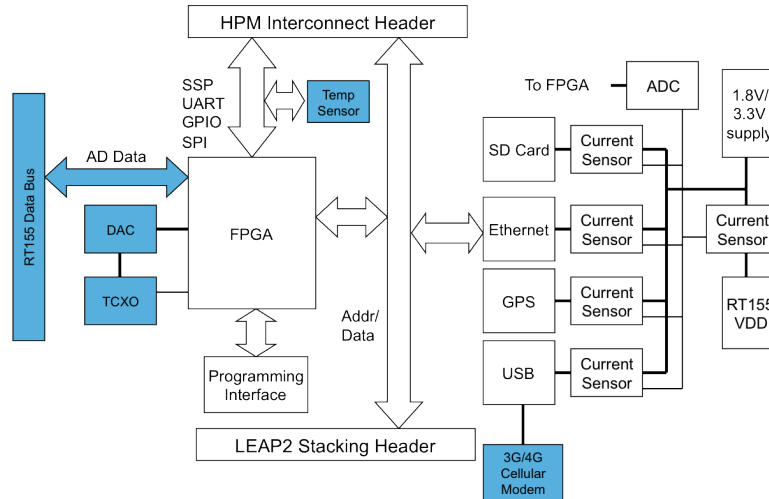 HPM Interconnect Header
SSP
UART
GPIO
SPI
Temp
Sensor
To FPGA
ADC
1.8V/
3.3V
supply
SD Card
Current
Sensor
RT155 Data Bus
AD Data
DAC
FPGA
Ethernet
Current
Sensor
Current
Sensor
TCXO
GPS
Current
Sensor
RT155
VDD
Addr/
Data
Programming
Interface
USB
Current
Sensor
LEAP2 Stacking Header
3G/4G
Cellular
Modem